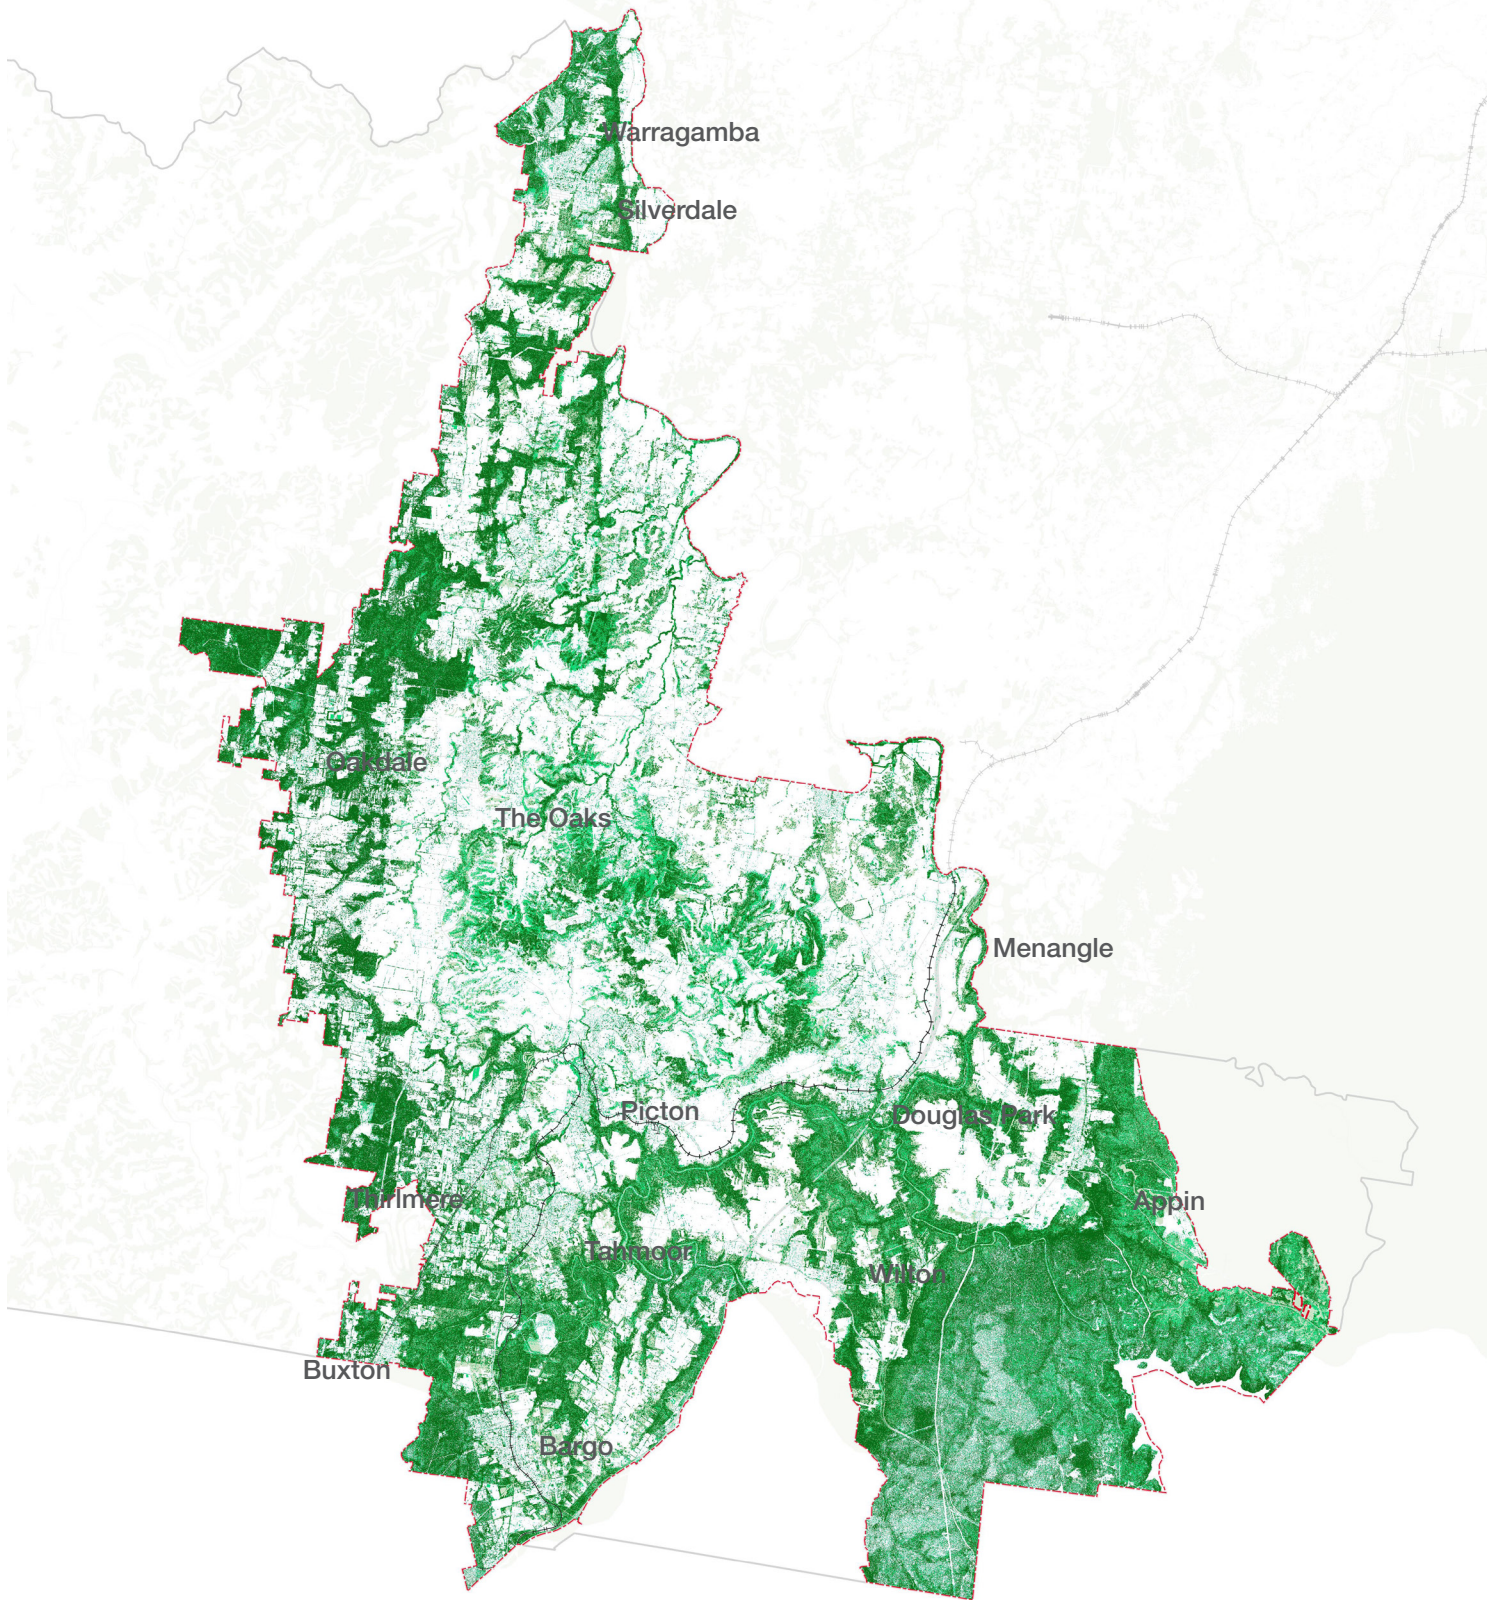 Warragamba
Silverdale
Oakdale
The Oaks
Menangle
Picton
Douglas Park
Thirlmere
Appin
Tahmoor
Wilton
Buxton
Bargo